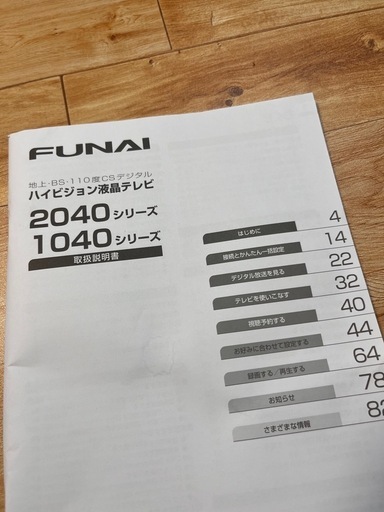 FUNAI
地上・BS・110度CSデジタル
ハイビジョン液晶テレビ
2040シリーズ
1040シリーズ
取扱説明書
はじめに 4
接続とかんたん一括設定 14
デジタル放送を見る 22
テレビを使いこなす 32
視聴予約する 40
お好みに合わせて設定する 44
録画する/再生する 64
お知らせ 78
さまざまな情報 82